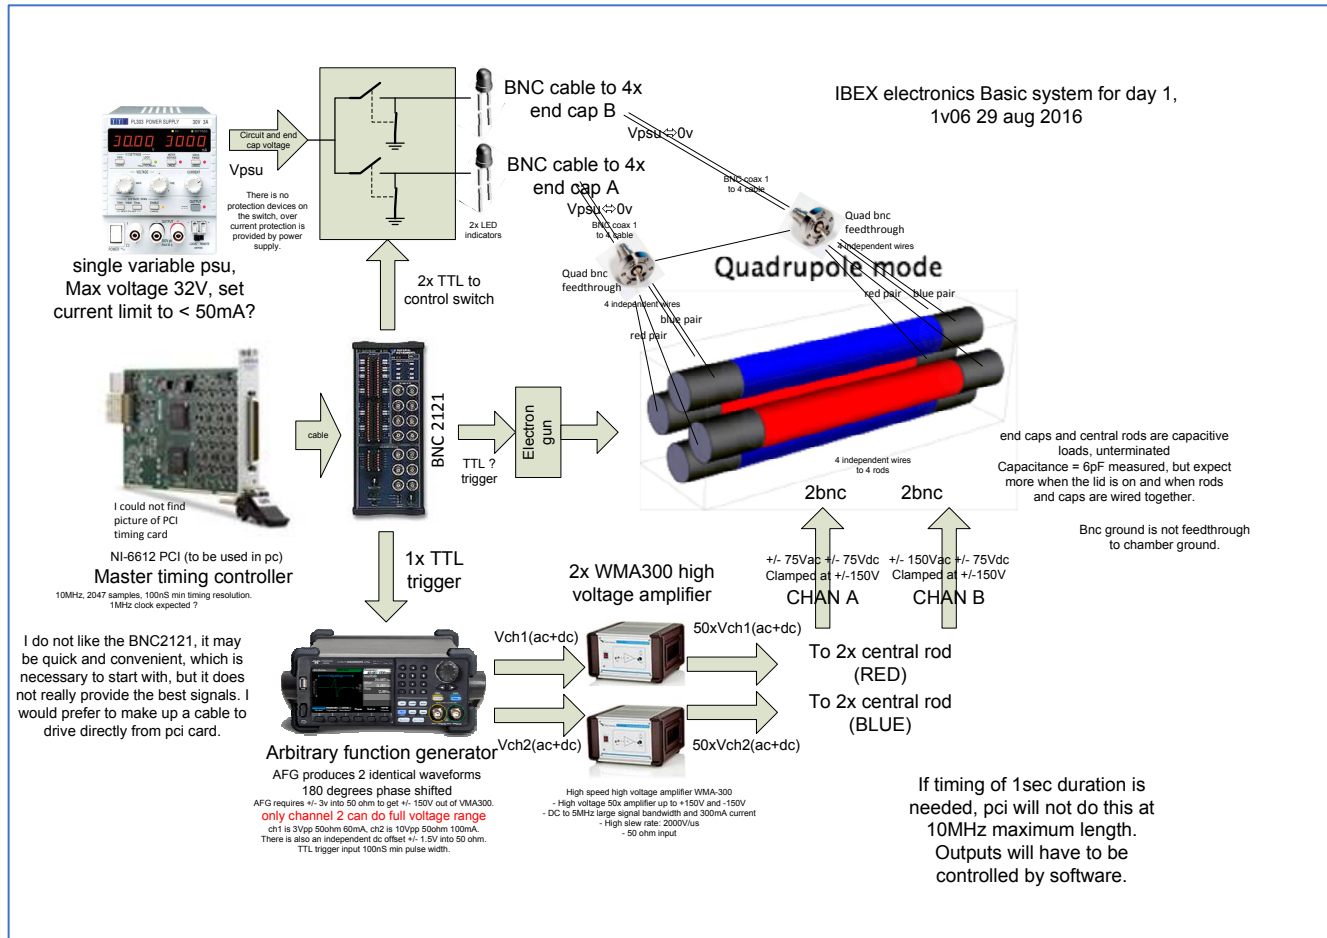 IBEX electronics Basic system for day 1,
1v06 29 aug 2016
PL303 POWER SUPPLY
30V 3A
30.00 3000
Circuit and end
cap voltage
Vpsu
There is no
protection devices on
the switch, over
current protection is
provided by power
supply.
single variable psu,
Max voltage 32V, set
current limit to < 50mA?
BNC cable to 4x
end cap B
Vpsu⇔0v
BNC cable to 4x
end cap A
Vpsu⇔0v
BNC coax 1
to 4 cable
BNC coax 1
to 4 cable
2x LED
indicators
Quad bnc
feedthrough
4 independent wires
Quad bnc
feedthrough
4 independent wires
Quadrupole mode
red pair
blue pair
blue pair
red pair
2x TTL to
control switch
cable
BNC 2121
TTL ?
trigger
Electron
gun
4 independent wires
to 4 rods
end caps and central rods are capacitive
loads, unterminated
Capacitance = 6pF measured, but expect
more when the lid is on and when rods
and caps are wired together.
Bnc ground is not feedthrough
to chamber ground.
I could not find
picture of PCI
timing card
NI-6612 PCI (to be used in pc)
Master timing controller
10MHz, 2047 samples, 100nS min timing resolution.
1MHz clock expected ?
1x TTL
trigger
2x WMA300 high
voltage amplifier
2bnc
2bnc
+/- 75Vac +/- 75Vdc
Clamped at +/-150V
CHAN A
+/- 150Vac +/- 75Vdc
Clamped at +/-150V
CHAN B
I do not like the BNC2121, it may
be quick and convenient, which is
necessary to start with, but it does
not really provide the best signals. I
would prefer to make up a cable to
drive directly from pci card.
Vch1(ac+dc)
50xVch1(ac+dc)
To 2x central rod
(RED)
To 2x central rod
(BLUE)
Vch2(ac+dc)
50xVch2(ac+dc)
Arbitrary function generator
AFG produces 2 identical waveforms
180 degrees phase shifted
AFG requires +/- 3v into 50 ohm to get +/- 150V out of VMA300.
only channel 2 can do full voltage range
ch1 is 3Vpp 50ohm 60mA, ch2 is 10Vpp 50ohm 100mA.
There is also an independent dc offset +/- 1.5V into 50 ohm.
TTL trigger input 100nS min pulse width.
High speed high voltage amplifier WMA-300
- High voltage 50x amplifier up to +150V and -150V
- DC to 5MHz large signal bandwidth and 300mA current
- High slew rate: 2000V/us
- 50 ohm input
If timing of 1sec duration is
needed, pci will not do this at
10MHz maximum length.
Outputs will have to be
controlled by software.